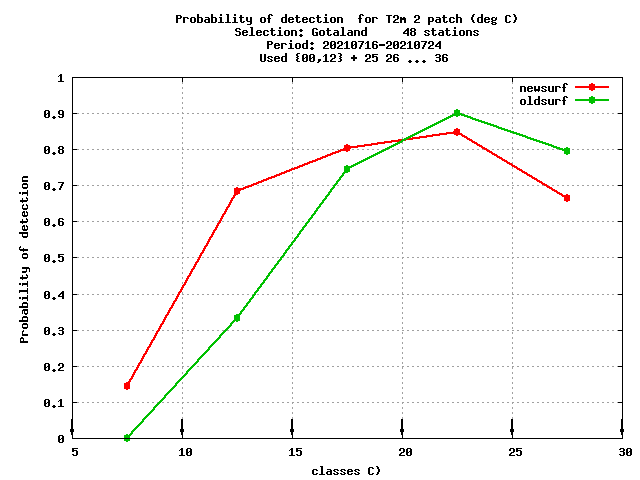 Probability of detection  for T2m 2 patch (deg C)
Selection: Gotaland     48 stations
Period: 20210716-20210724
Used {00,12} + 25 26 ... 36
newsurf
oldsurf
Probability of detection
1
0.9
0.8
0.7
0.6
0.5
0.4
0.3
0.2
0.1
0
5 10 15 20 25 30
classes C)